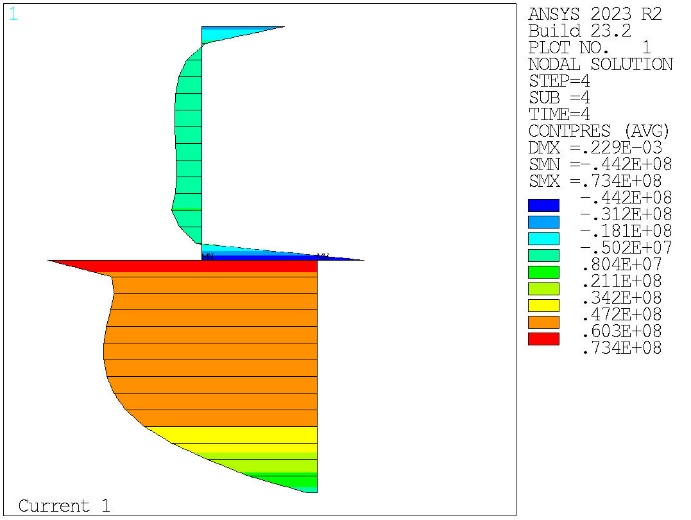 1
ANSYS 2023 R2
Build 23.2
PLOT NO.   1
NODAL SOLUTION
STEP=4
SUB =4
TIME=4
CONTPRES (AVG)
DMX =.229E-03
SMN =-.442E+08
SMX =.734E+08
-.442E+08
-.312E+08
-.181E+08
-.502E+07
.804E+07
.211E+08
.342E+08
.472E+08
.603E+08
.734E+08
Current 1